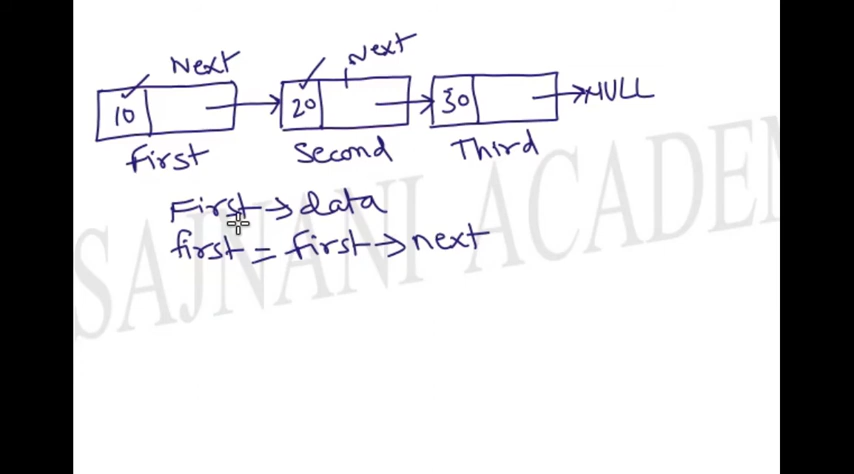 Next Next
10 20 30 NULL
First Second Third
First → data
first = first → next
SAJNANI ACADEM